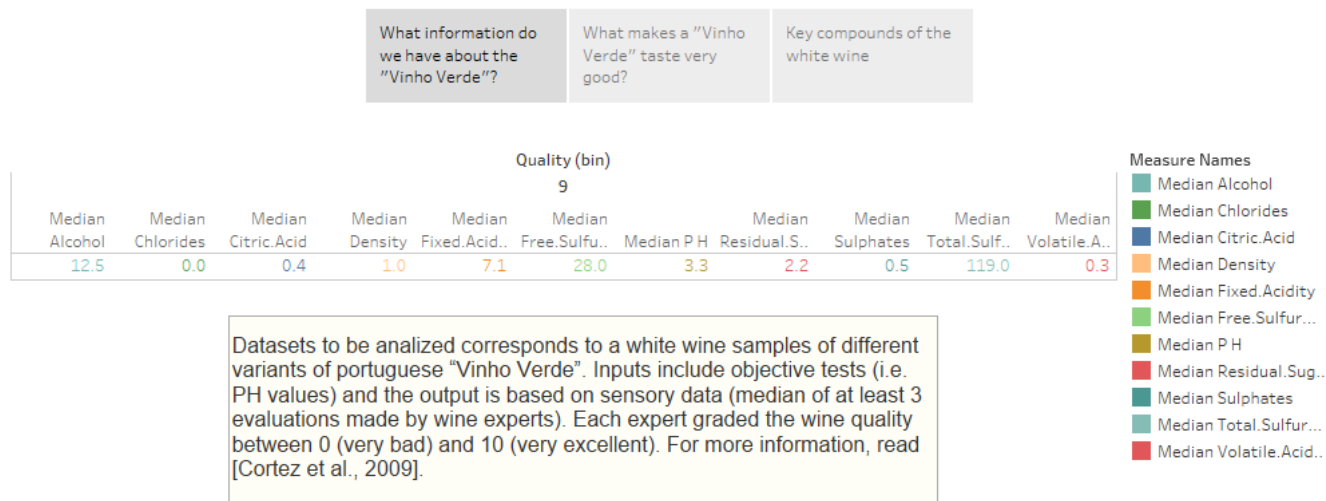 What information do we have about the "Vinho Verde"?
What makes a "Vinho Verde" taste very good?
Key compounds of the white wine
Quality (bin)
9
Median Alcohol Median Chlorides Median Citric.Acid Median Density Median Fixed.Acid.. Median Free.Sulfu.. Median P H Median Residual.S.. Median Sulphates Median Total.Sulf.. Median Volatile.A..
12.5 0.0 0.4 1.0 7.1 28.0 3.3 2.2 0.5 119.0 0.3
Measure Names
Median Alcohol
Median Chlorides
Median Citric.Acid
Median Density
Median Fixed.Acidity
Median Free.Sulfur...
Median P H
Median Residual.Sug..
Median Sulphates
Median Total.Sulfur...
Median Volatile.Acid..
Datasets to be analized corresponds to a white wine samples of different
variants of portuguese “Vinho Verde”. Inputs include objective tests (i.e.
PH values) and the output is based on sensory data (median of at least 3
evaluations made by wine experts). Each expert graded the wine quality
between 0 (very bad) and 10 (very excellent). For more information, read
[Cortez et al., 2009].